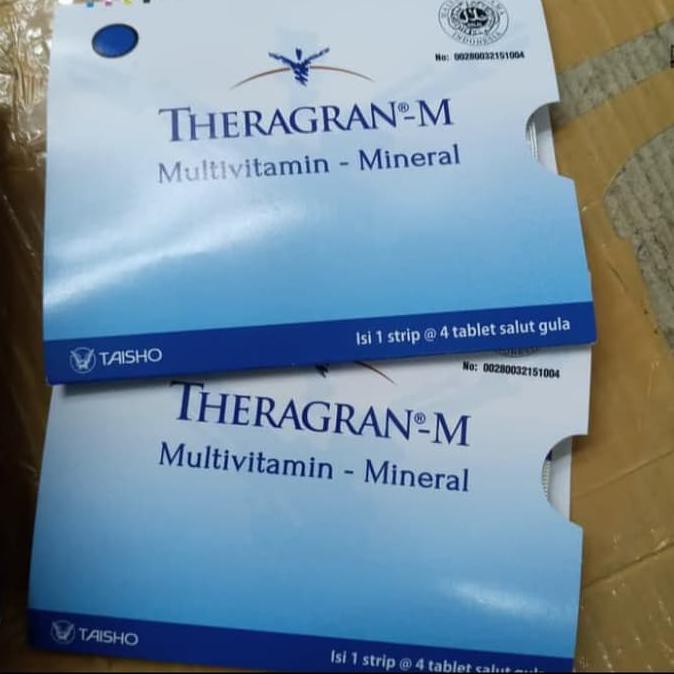 INDONESIA
No: 00280032151004
THERAGRAN®-M
Multivitamin - Mineral
Isi 1 strip @ 4 tablet salut gula
TAISHO
No: 00280032151004
THERAGRAN®-M
Multivitamin - Mineral
TAISHO
Isi 1 strip @ 4 tablet salut